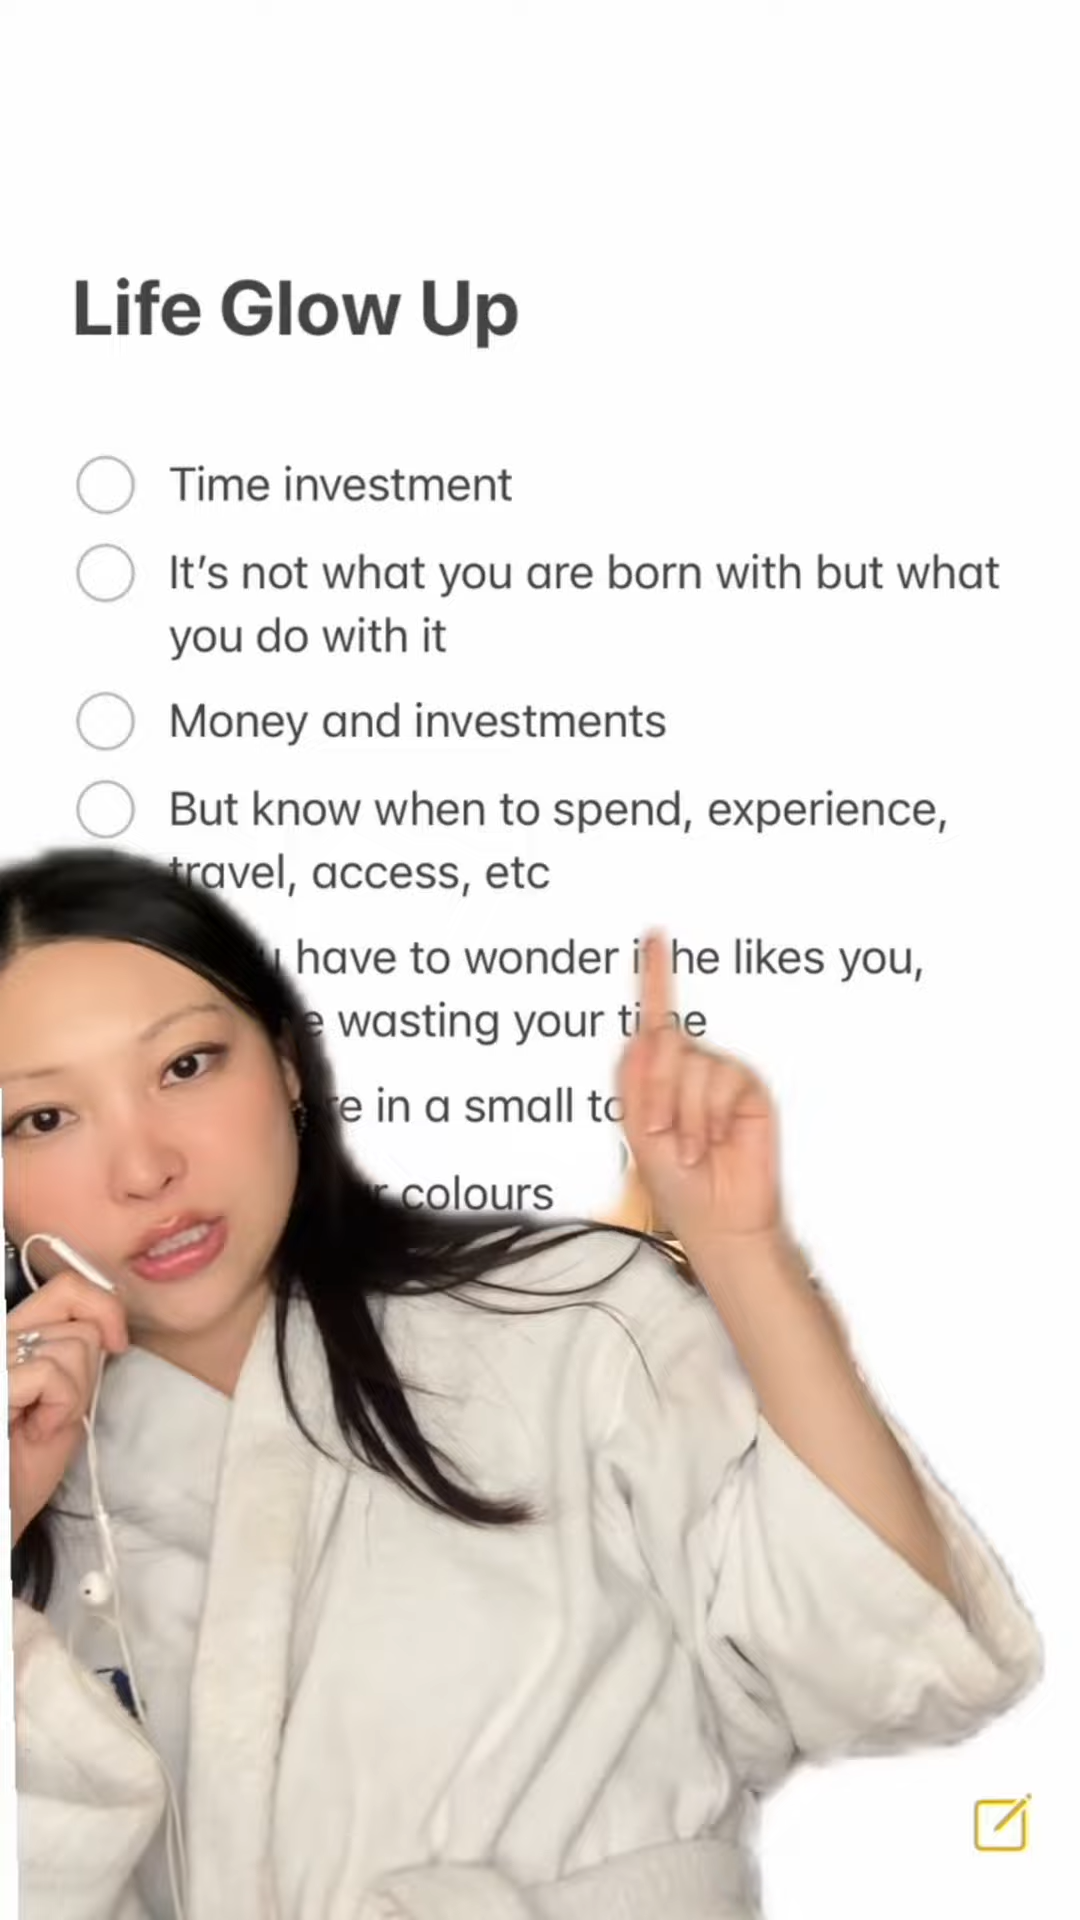 Life Glow Up
Time investment
It's not what you are born with but what
you do with it
Money and investments
But know when to spend, experience,
travel, access, etc
have to wonder if he likes you,
wasting your time
in a small
colours